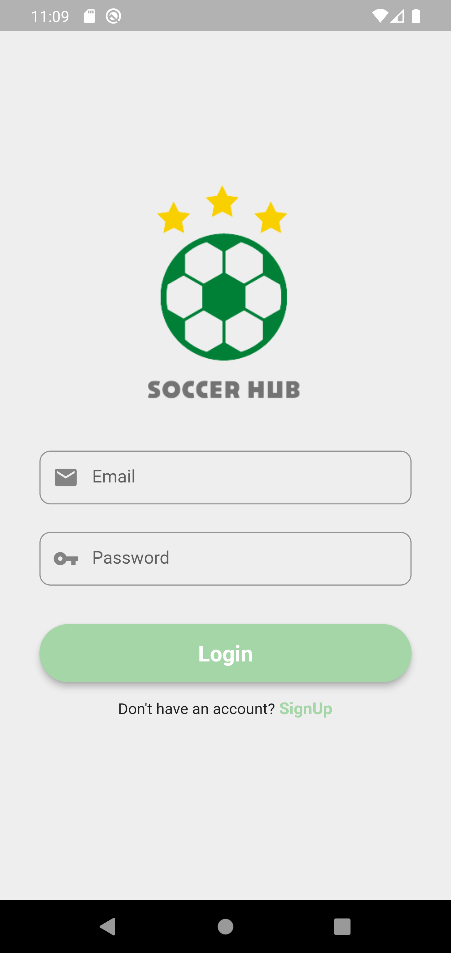 11:09
SOCCER HUB
Email
Password
Login
Don't have an account? SignUp